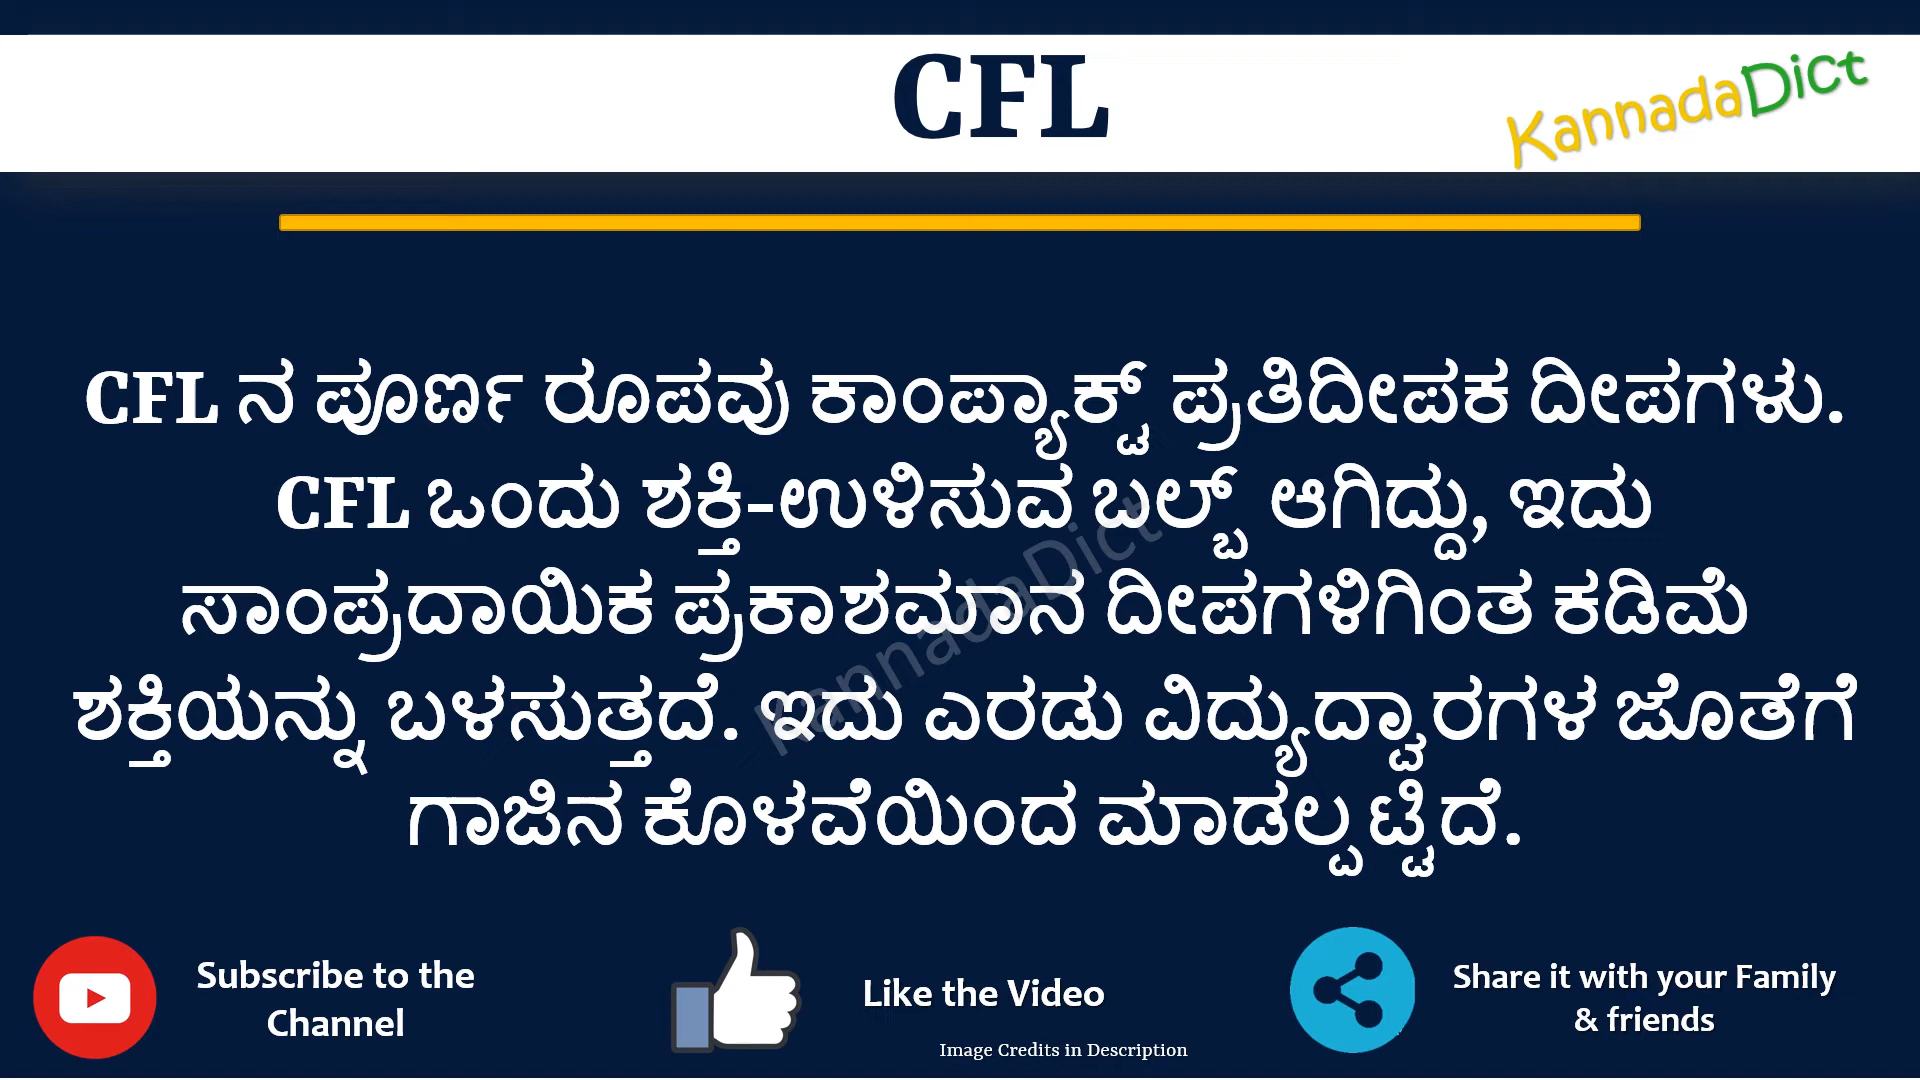 CFL
KannadaDict
CFL ನ ಪೂರ್ಣ ರೂಪವು ಕಾಂಪ್ಯಾಕ್ಟ್ ಪ್ರತಿದೀಪಕ ದೀಪಗಳು.
CFL ಒಂದು ಶಕ್ತಿ-ಉಳಿಸುವ ಬಲ್ಬ್ ಆಗಿದ್ದು, ಇದು
ಸಾಂಪ್ರದಾಯಿಕ ಪ್ರಕಾಶಮಾನ ದೀಪಗಳಿಗಿಂತ ಕಡಿಮೆ
ಶಕ್ತಿಯನ್ನು ಬಳಸುತ್ತದೆ. ಇದು ಎರಡು ವಿದ್ಯುದ್ವಾರಗಳ ಜೊತೆಗೆ
ಗಾಜಿನ ಕೊಳವೆಯಿಂದ ಮಾಡಲ್ಪಟ್ಟಿದೆ.
KannadaDict
Subscribe to the
Channel
Like the Video
Share it with your Family
& friends
Image Credits in Description